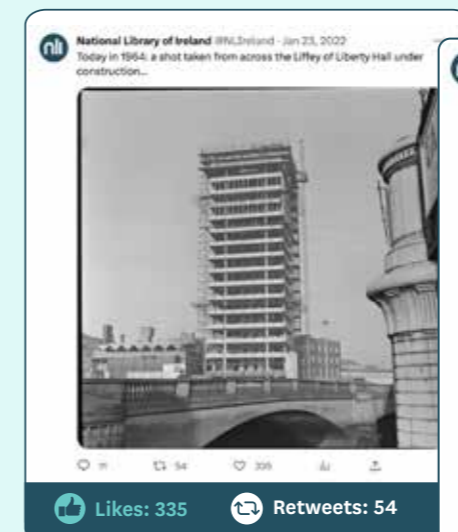 nli
National Library of Ireland @NLIreland · Jan 23, 2022
Today in 1964: a shot taken from across the Liffey of Liberty Hall under
construction...
54 335
Likes: 335 Retweets: 54